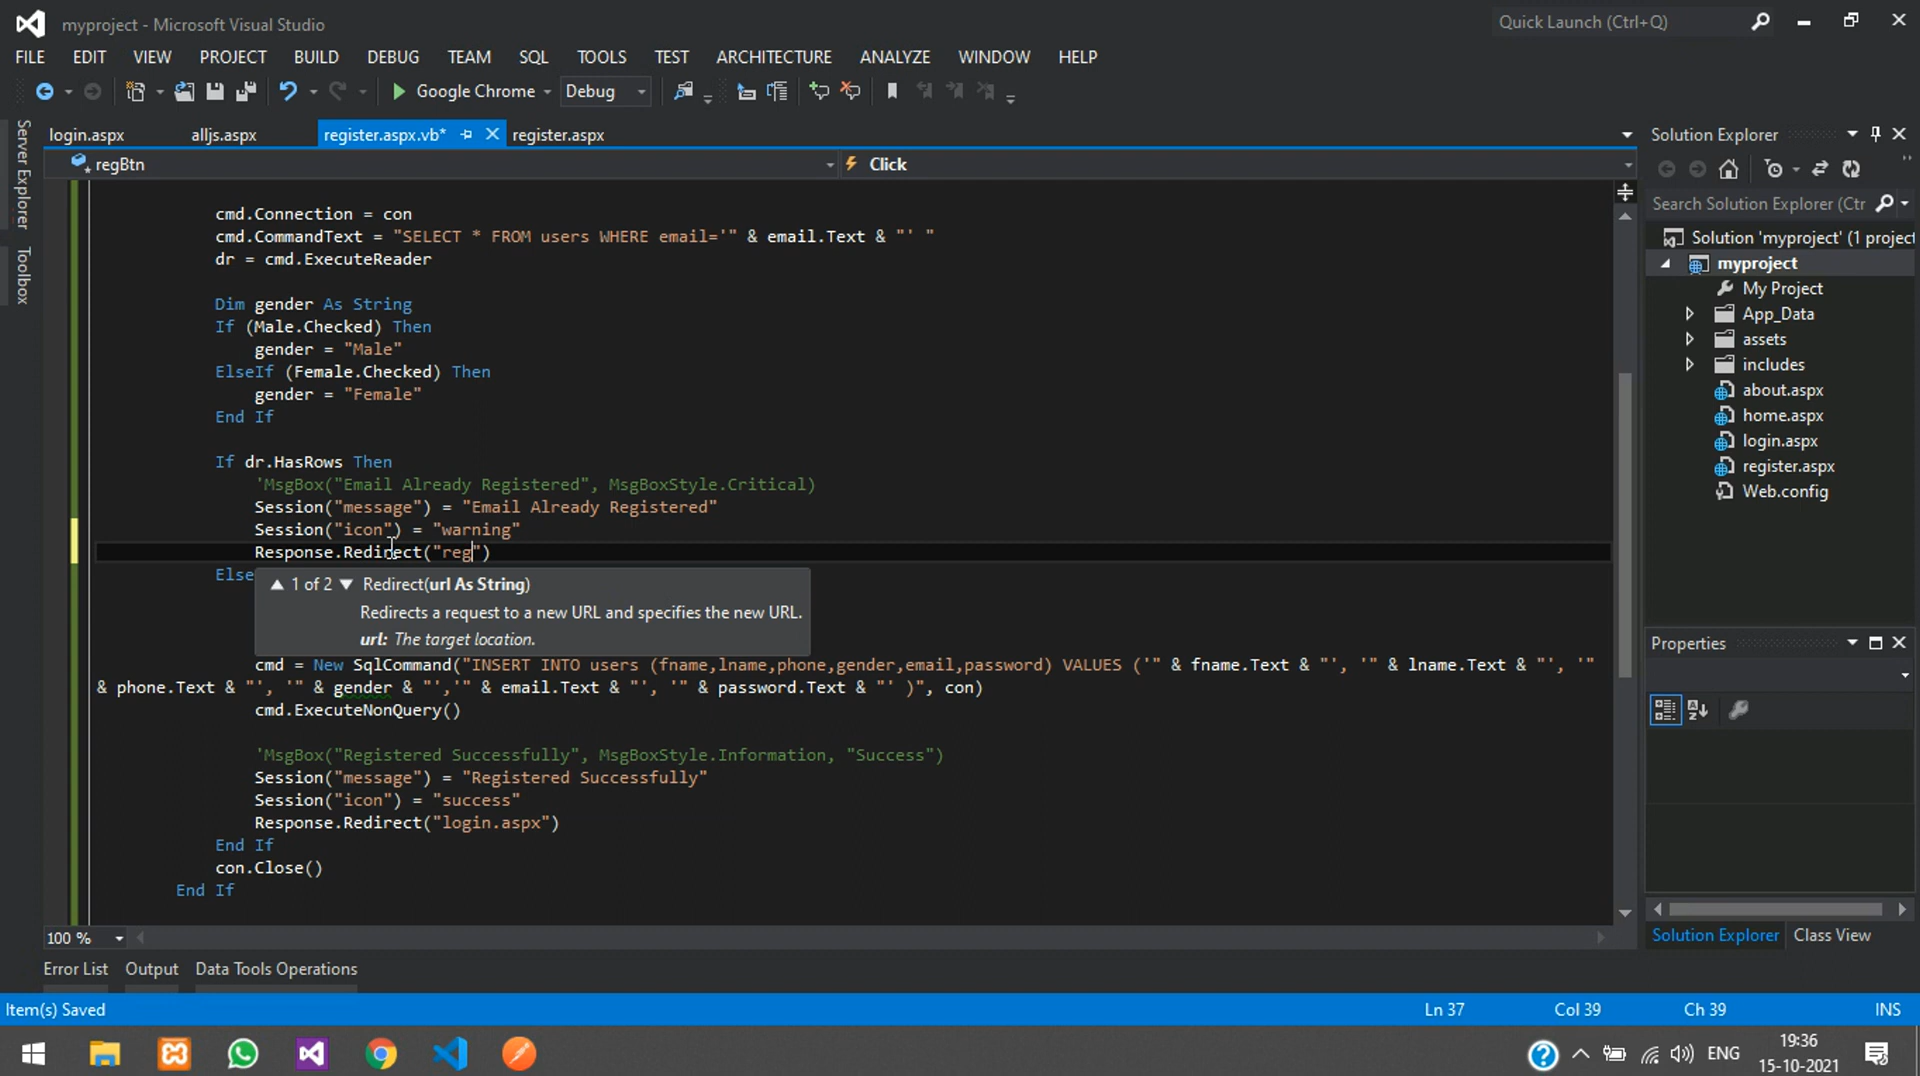 myproject - Microsoft Visual Studio
Quick Launch (Ctrl+Q)
FILE EDIT VIEW PROJECT BUILD DEBUG TEAM SQL TOOLS TEST ARCHITECTURE ANALYZE WINDOW HELP
Google Chrome Debug
Server Explorer
Toolbox
login.aspx alljs.aspx register.aspx.vb* register.aspx
regBtn Click
cmd.Connection = con
cmd.CommandText = "SELECT * FROM users WHERE email='" & email.Text & "' "
dr = cmd.ExecuteReader
Dim gender As String
If (Male.Checked) Then
gender = "Male"
ElseIf (Female.Checked) Then
gender = "Female"
End If
If dr.HasRows Then
'MsgBox("Email Already Registered", MsgBoxStyle.Critical)
Session("message") = "Email Already Registered"
Session("icon") = "warning"
Response.Redirect("reg")
Else
1 of 2 Redirect(url As String)
Redirects a request to a new URL and specifies the new URL.
url: The target location.
cmd = New SqlCommand("INSERT INTO users (fname,lname,phone,gender,email,password) VALUES ('" & fname.Text & "', '" & lname.Text & "', '"
& phone.Text & "', '" & gender & "','" & email.Text & "', '" & password.Text & "' )", con)
cmd.ExecuteNonQuery()
'MsgBox("Registered Successfully", MsgBoxStyle.Information, "Success")
Session("message") = "Registered Successfully"
Session("icon") = "success"
Response.Redirect("login.aspx")
End If
con.Close()
End If
100 %
Solution Explorer
Search Solution Explorer (Ctr
Solution 'myproject' (1 project
myproject
My Project
App_Data
assets
includes
about.aspx
home.aspx
login.aspx
register.aspx
Web.config
Properties
Solution Explorer Class View
Error List Output Data Tools Operations
Item(s) Saved Ln 37 Col 39 Ch 39 INS
ENG
19:36
15-10-2021